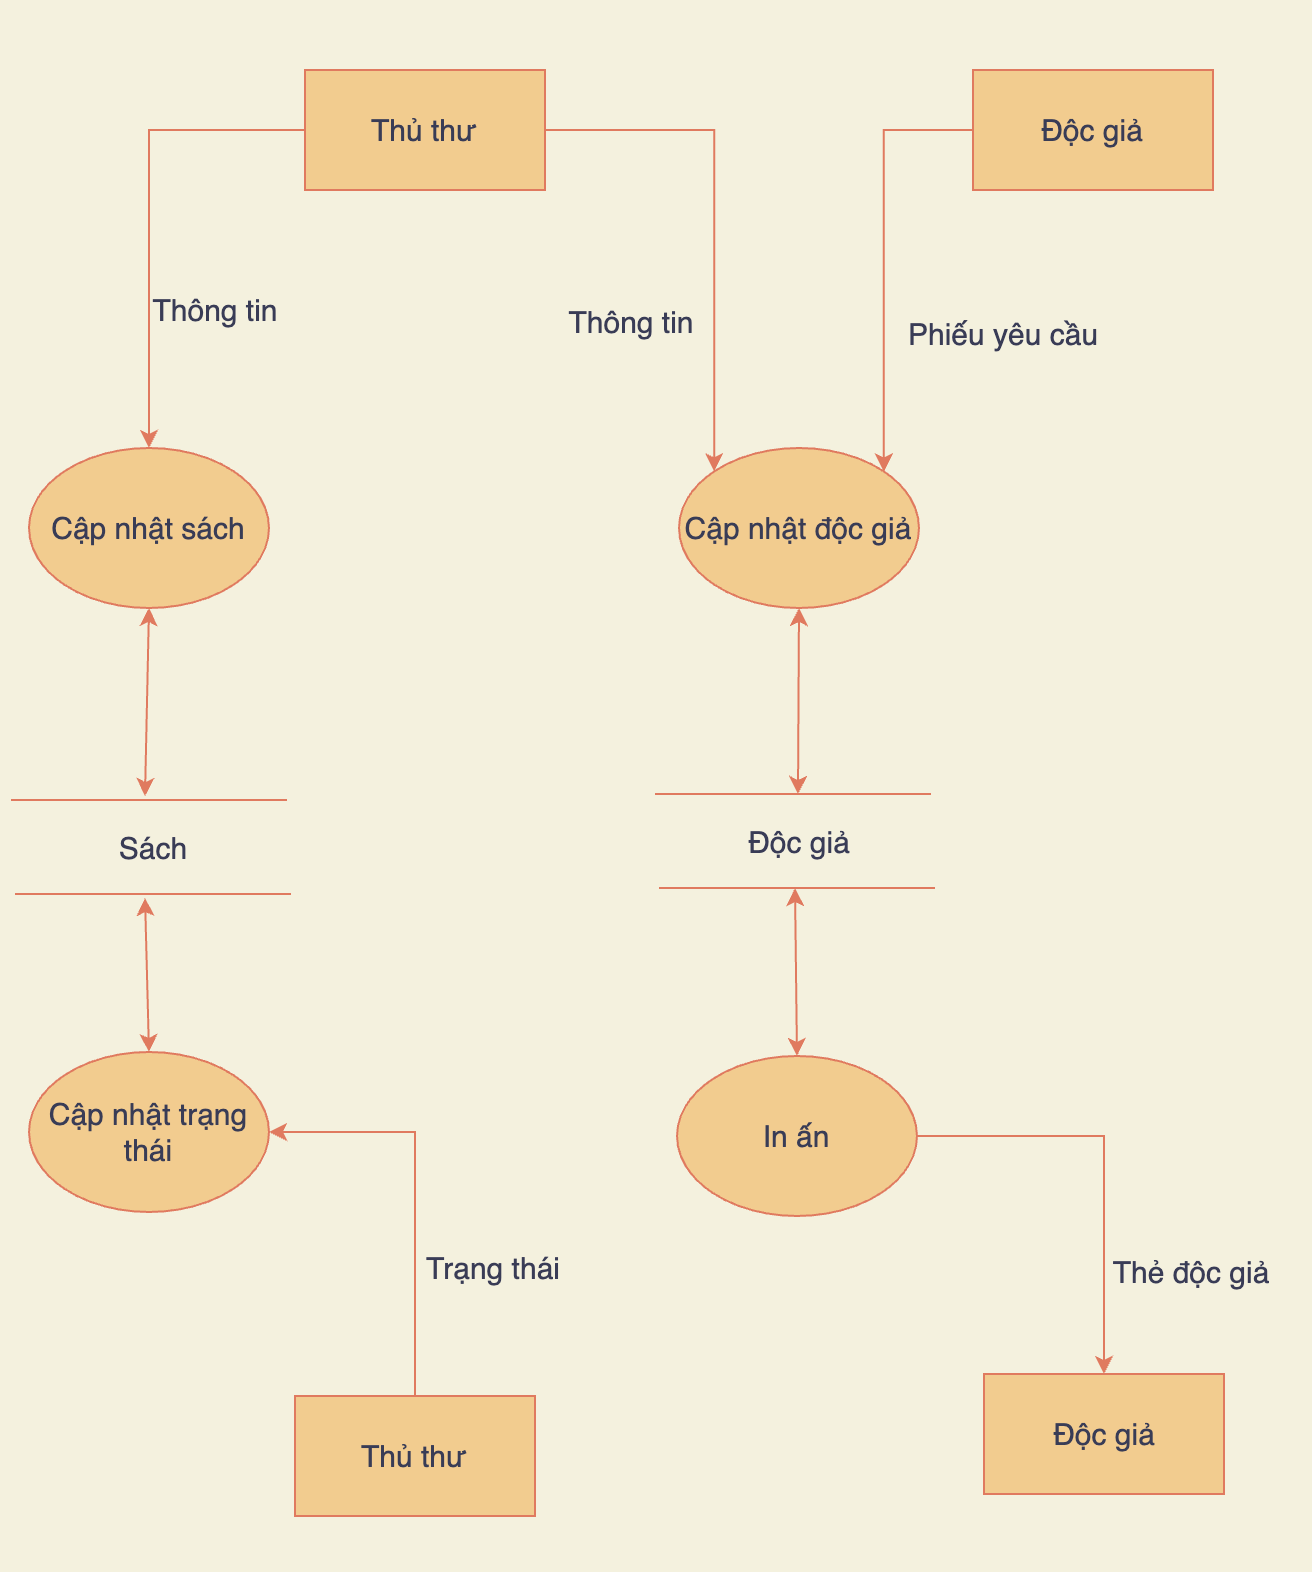 Thủ thư
Độc giả
Thông tin
Thông tin
Phiếu yêu cầu
Cập nhật sách
Cập nhật độc giả
Sách
Độc giả
Cập nhật trạng
thái
In ấn
Trạng thái
Thẻ độc giả
Thủ thư
Độc giả